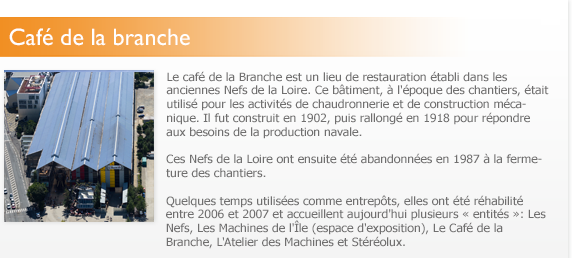 Café de la branche
Le café de la Branche est un lieu de restauration établi dans les
anciennes Nefs de la Loire. Ce bâtiment, à l'époque des chantiers, était
utilisé pour les activités de chaudronnerie et de construction méca-
nique. Il fut construit en 1902, puis rallongé en 1918 pour répondre
aux besoins de la production navale.
Ces Nefs de la Loire ont ensuite été abandonnées en 1987 à la ferme-
ture des chantiers.
Quelques temps utilisées comme entrepôts, elles ont été réhabilité
entre 2006 et 2007 et accueillent aujourd'hui plusieurs « entités »: Les
Nefs, Les Machines de l'Île (espace d'exposition), Le Café de la
Branche, L'Atelier des Machines et Stéréolux.